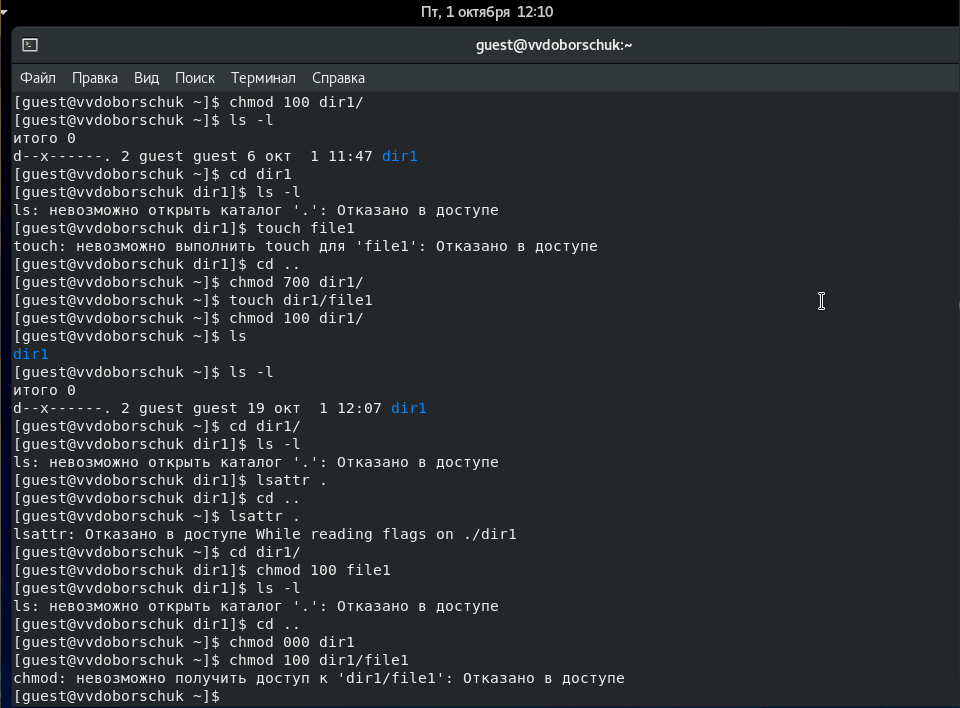 Пт, 1 октября 12:10
guest@vvdoborschuk:~
Файл Правка Вид Поиск Терминал Справка
[guest@vvdoborschuk ~]$ chmod 100 dir1/
[guest@vvdoborschuk ~]$ ls -l
итого 0
d--x------. 2 guest guest 6 окт  1 11:47 dir1
[guest@vvdoborschuk ~]$ cd dir1
[guest@vvdoborschuk dir1]$ ls -l
ls: невозможно открыть каталог '.': Отказано в доступе
[guest@vvdoborschuk dir1]$ touch file1
touch: невозможно выполнить touch для 'file1': Отказано в доступе
[guest@vvdoborschuk dir1]$ cd ..
[guest@vvdoborschuk ~]$ chmod 700 dir1/
[guest@vvdoborschuk ~]$ touch dir1/file1
[guest@vvdoborschuk ~]$ chmod 100 dir1/
[guest@vvdoborschuk ~]$ ls
dir1
[guest@vvdoborschuk ~]$ ls -l
итого 0
d--x------. 2 guest guest 19 окт  1 12:07 dir1
[guest@vvdoborschuk ~]$ cd dir1/
[guest@vvdoborschuk dir1]$ ls -l
ls: невозможно открыть каталог '.': Отказано в доступе
[guest@vvdoborschuk dir1]$ lsattr .
[guest@vvdoborschuk dir1]$ cd ..
[guest@vvdoborschuk ~]$ lsattr .
lsattr: Отказано в доступе While reading flags on ./dir1
[guest@vvdoborschuk ~]$ cd dir1/
[guest@vvdoborschuk dir1]$ chmod 100 file1
[guest@vvdoborschuk dir1]$ ls -l
ls: невозможно открыть каталог '.': Отказано в доступе
[guest@vvdoborschuk dir1]$ cd ..
[guest@vvdoborschuk ~]$ chmod 000 dir1
[guest@vvdoborschuk ~]$ chmod 100 dir1/file1
chmod: невозможно получить доступ к 'dir1/file1': Отказано в доступе
[guest@vvdoborschuk ~]$